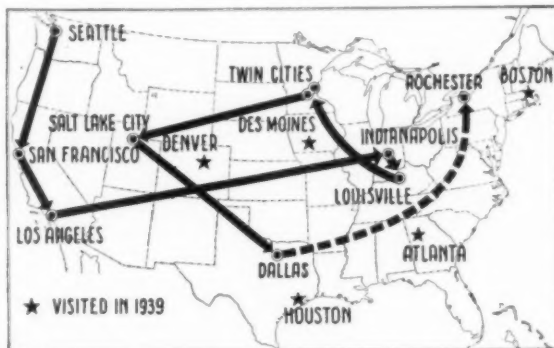 SEATTLE
TWIN CITIES
ROCHESTER
BOSTON
SALT LAKE CITY
DES MOINES
INDIANAPOLIS
SAN FRANCISCO
DENVER
LOUISVILLE
LOS ANGELES
ATLANTA
DALLAS
★ VISITED IN 1939
HOUSTON